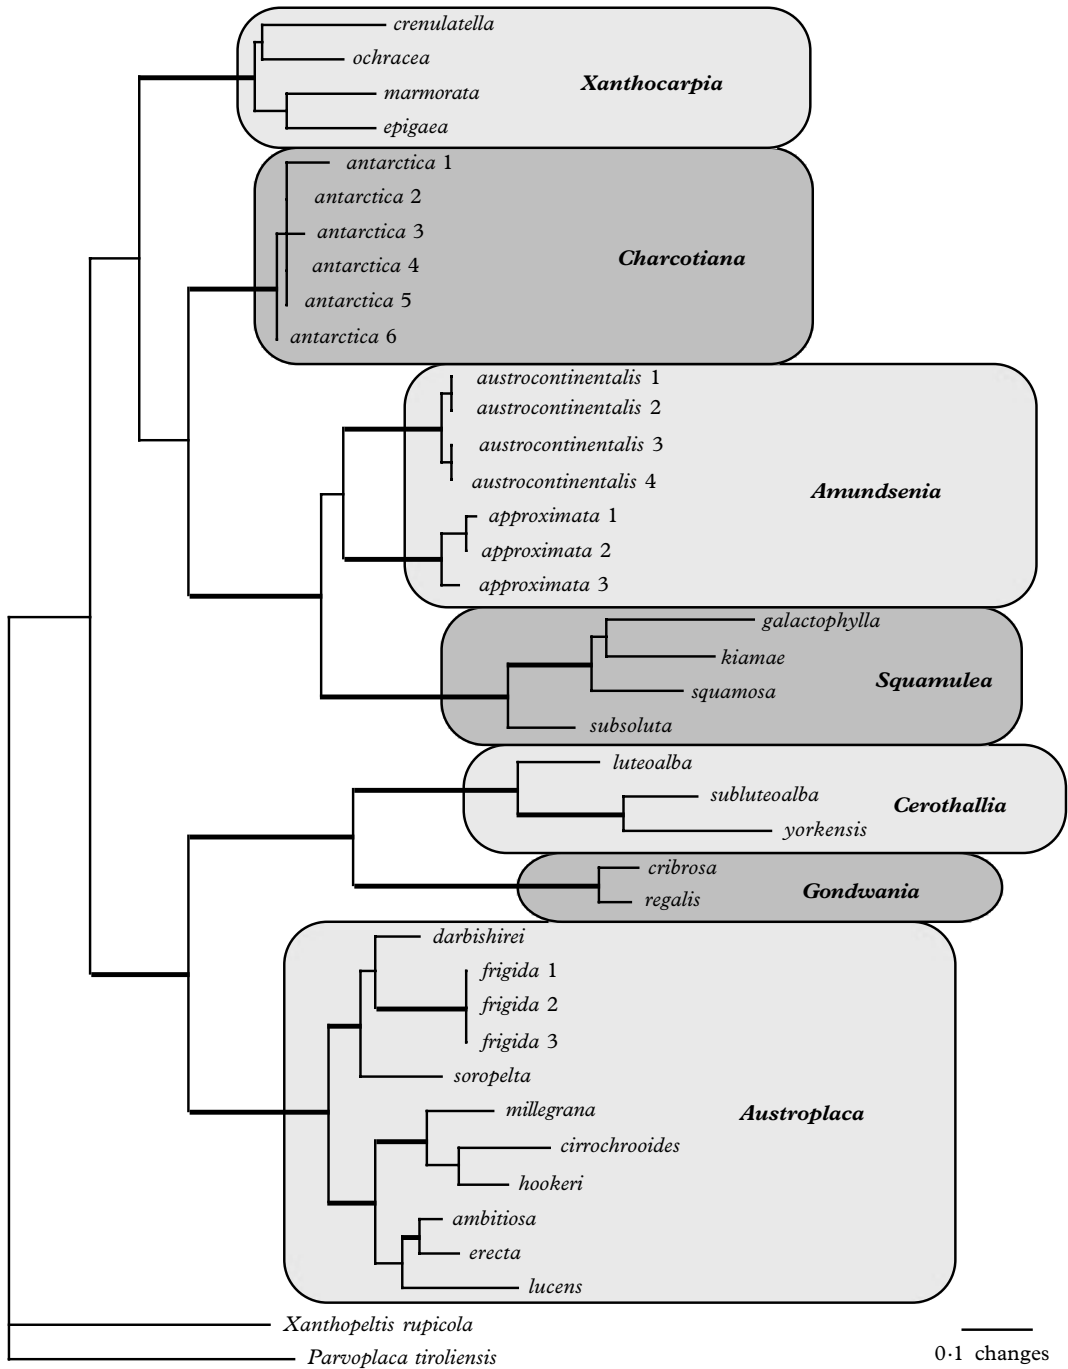 crenulatella
ochracea
Xanthocarpia
marmorata
epigaea
antarctica 1
antarctica 2
antarctica 3
Charcotiana
antarctica 4
antarctica 5
antarctica 6
austrocontinentalis 1
austrocontinentalis 2
austrocontinentalis 3
austrocontinentalis 4
Amundsenia
approximata 1
approximata 2
approximata 3
galactophylla
kiamae
Squamulea
squamosa
subsoluta
luteoalba
subluteoalba
Cerothallia
yorkensis
cribrosa
Gondwania
regalis
darbishirei
frigida 1
frigida 2
frigida 3
soropelta
millegrana
Austroplaca
cirrochrooides
hookeri
ambitiosa
erecta
lucens
Xanthopeltis rupicola
Parvoplaca tiroliensis
0·1 changes